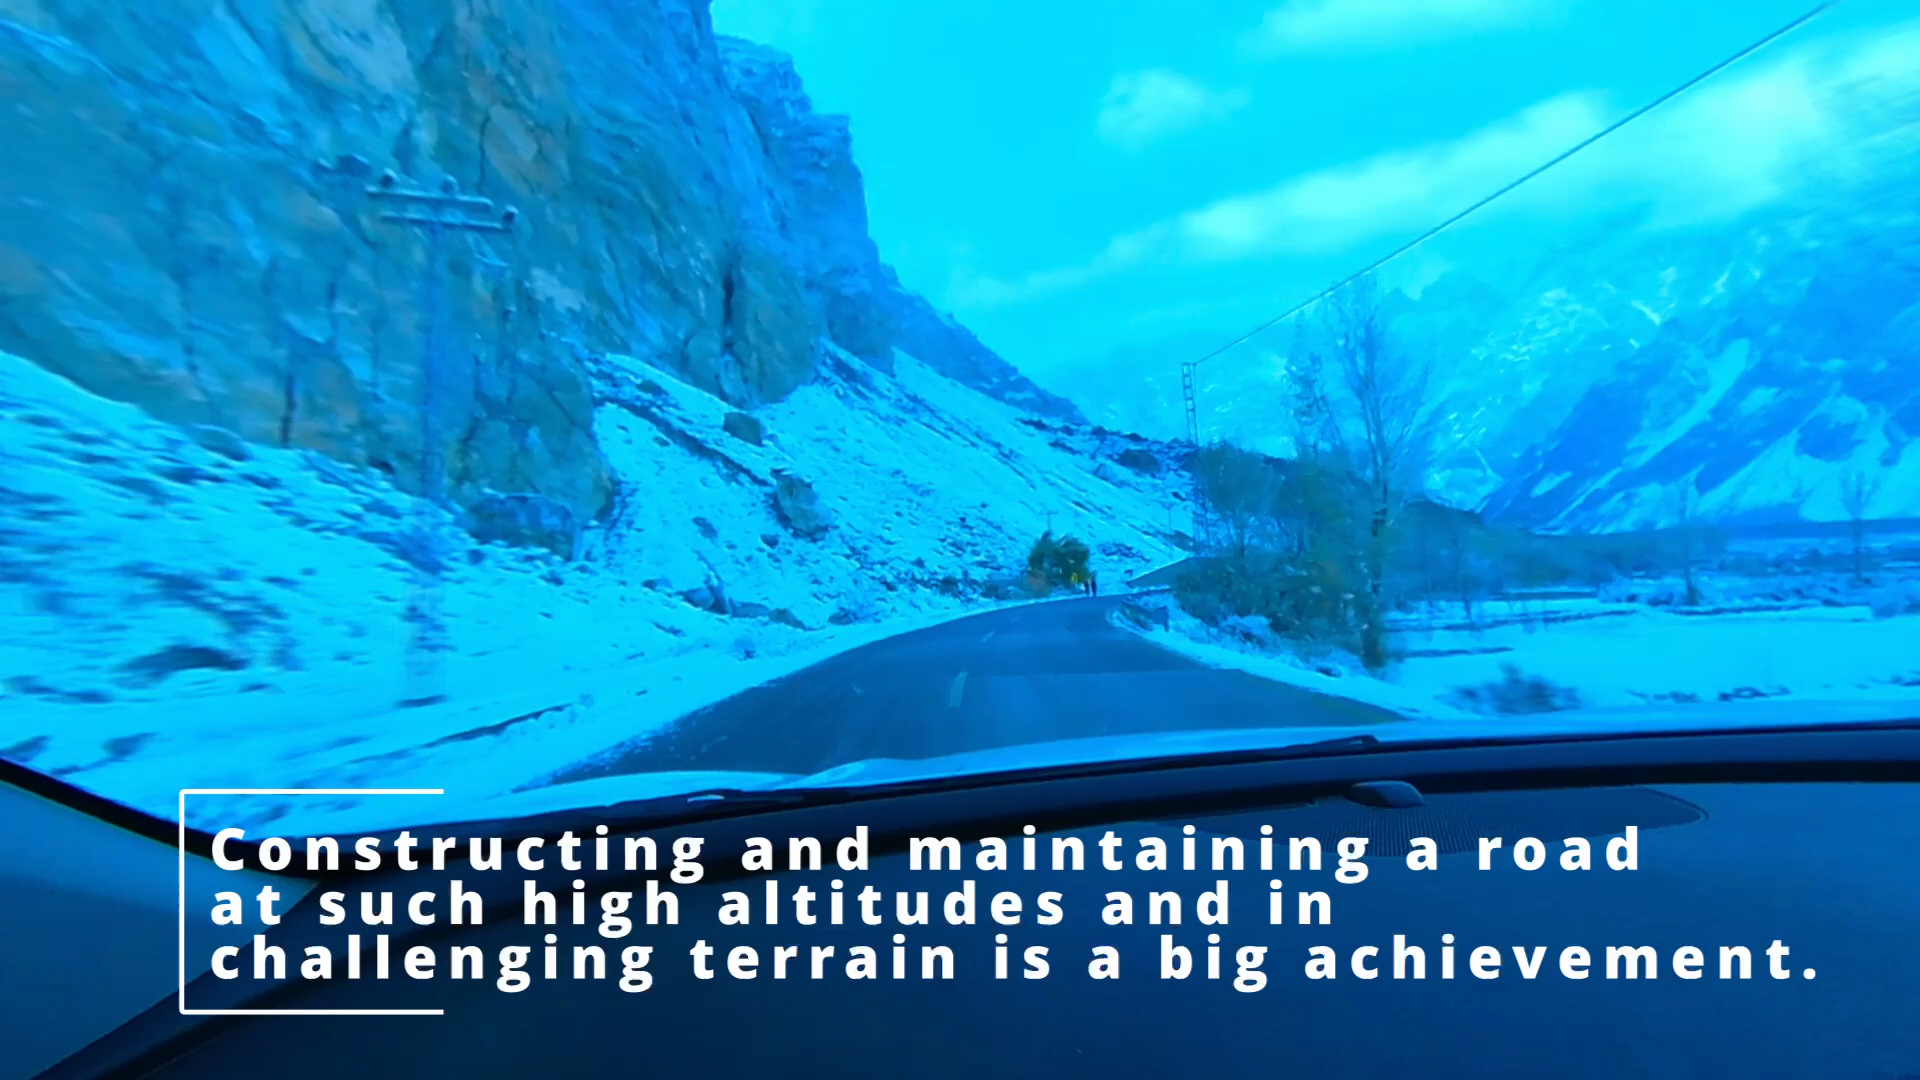 Constructing and maintaining a road
at such high altitudes and in
challenging terrain is a big achievement.